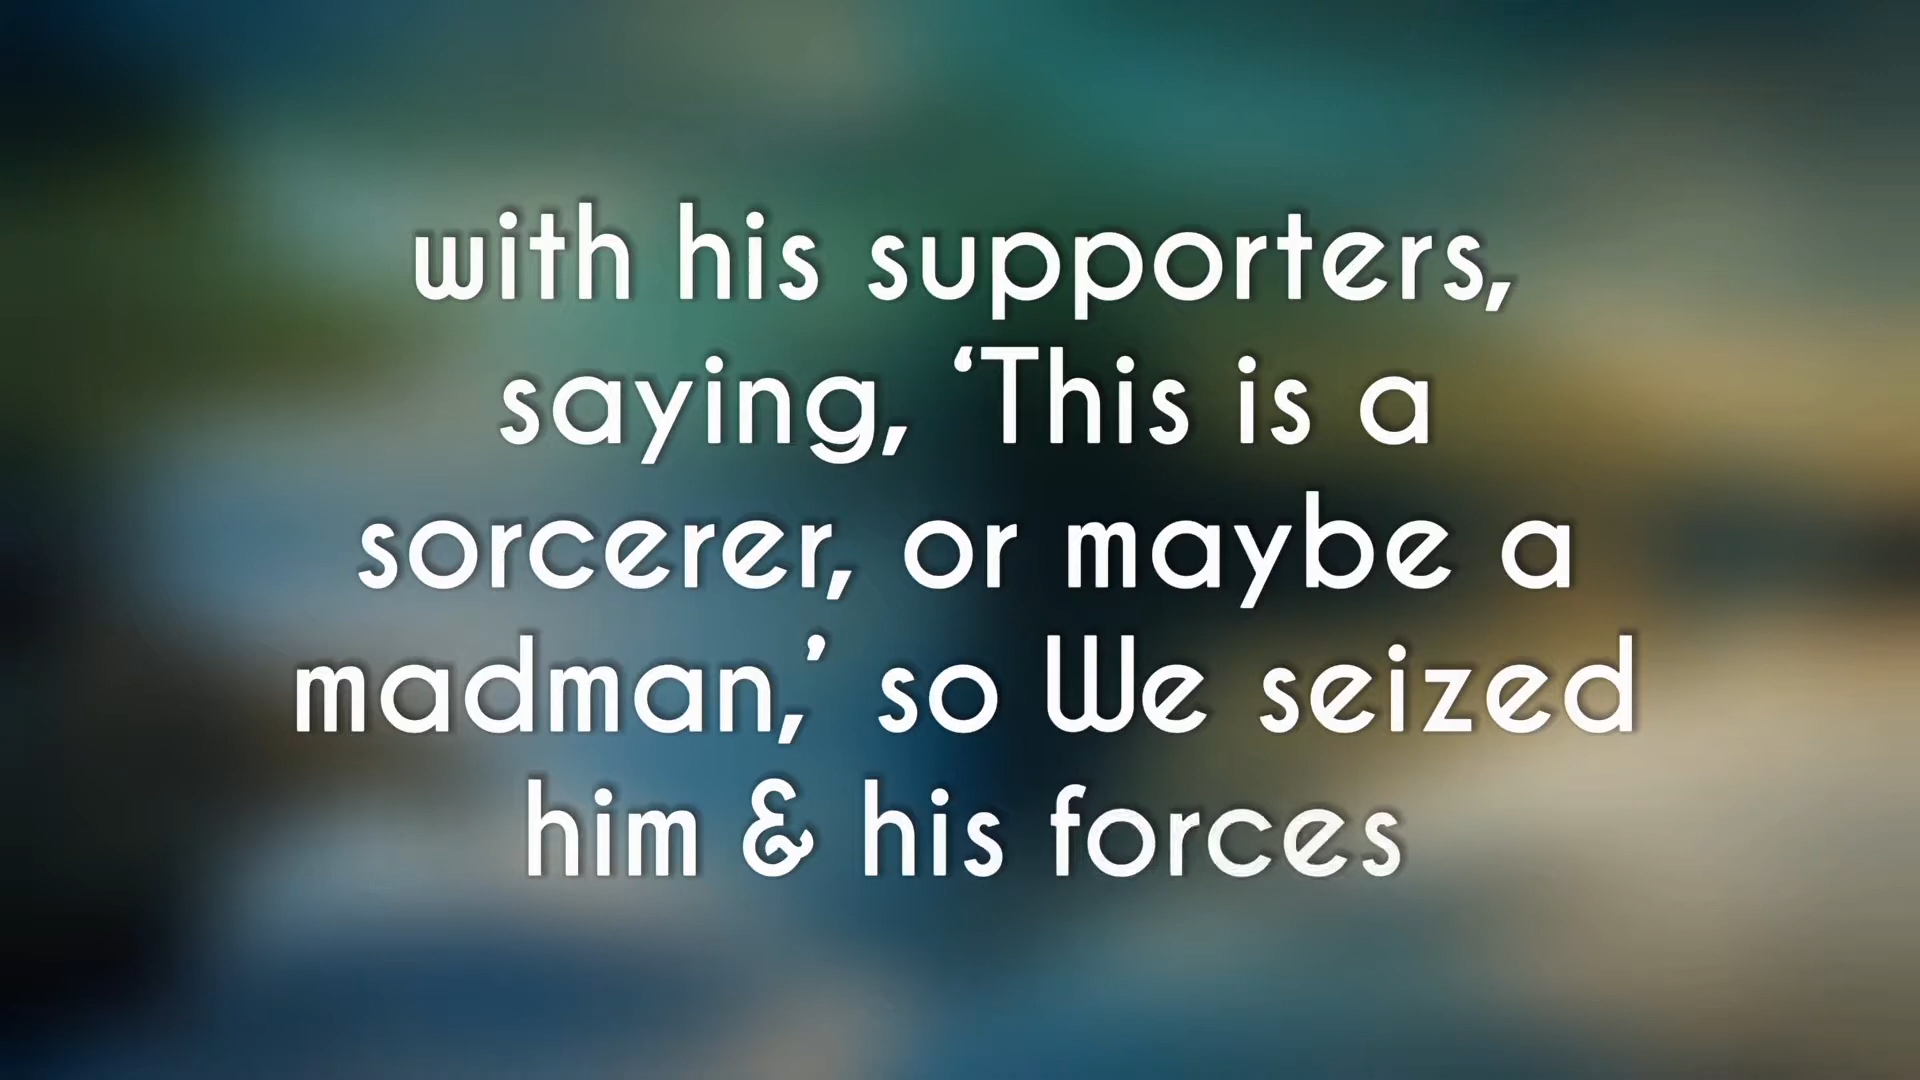 with his supporters,
saying, ‘This is a
sorcerer, or maybe a
madman,’ so We seized
him & his forces